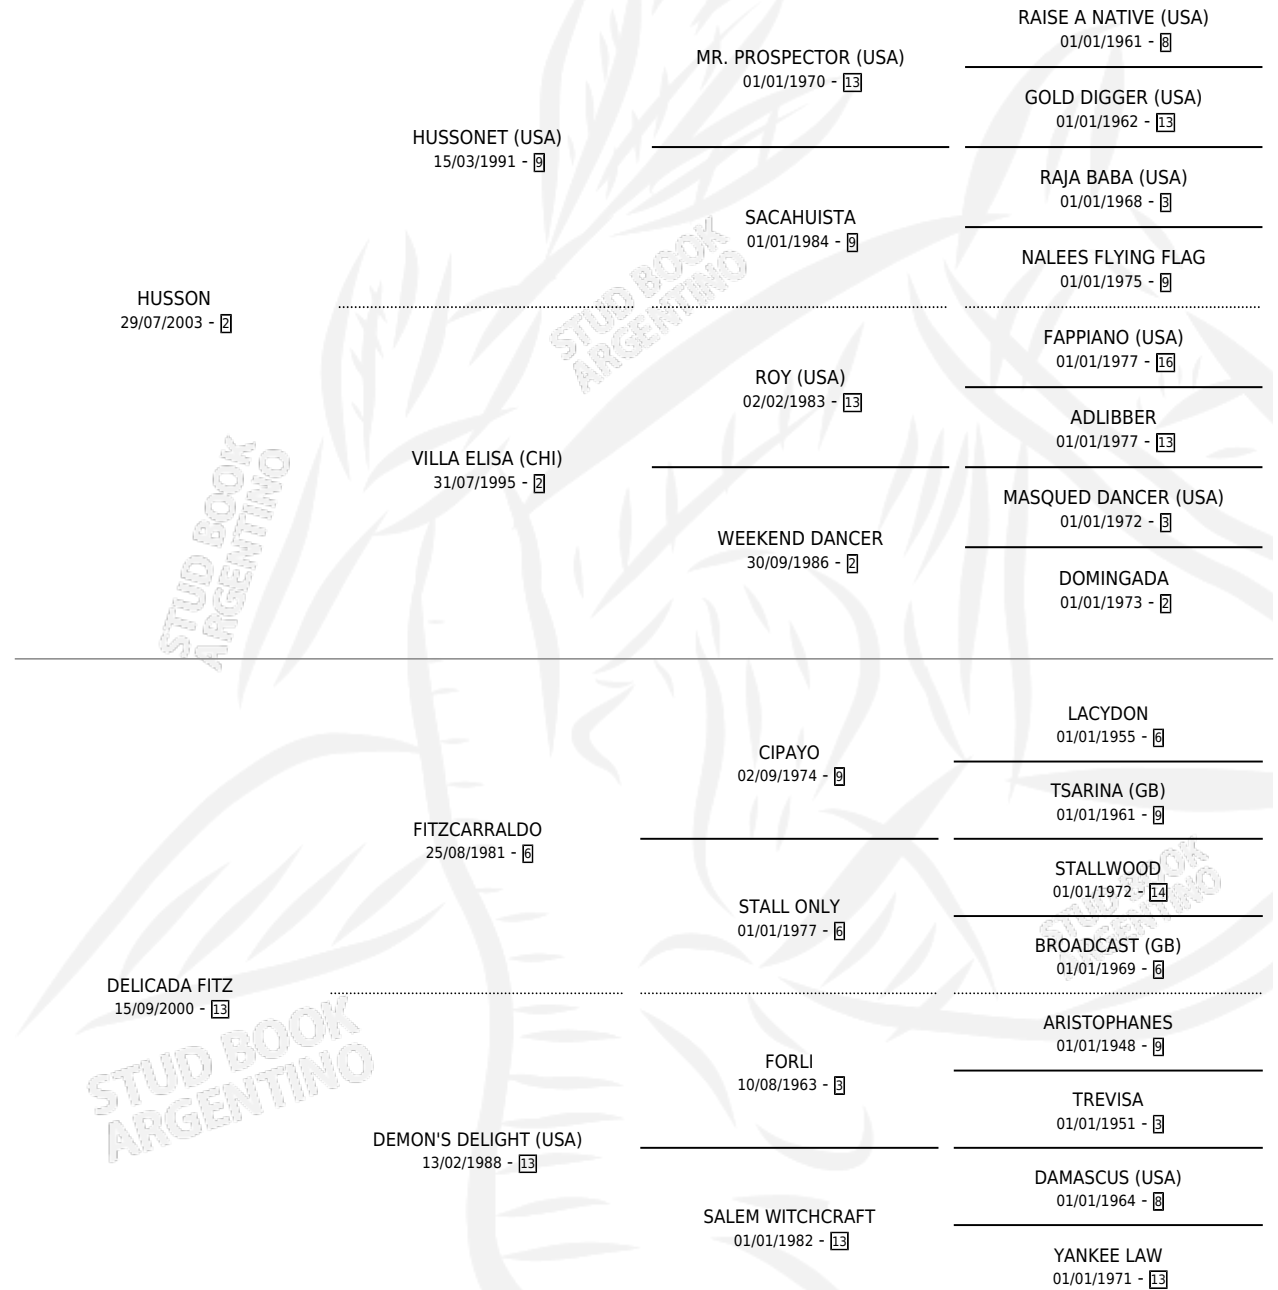 RAISE A NATIVE (USA)
01/01/1961 - 8
MR. PROSPECTOR (USA)
01/01/1970 - 13
GOLD DIGGER (USA)
01/01/1962 - 13
HUSSONET (USA)
15/03/1991 - 9
RAJA BABA (USA)
01/01/1968 - 3
SACAHUISTA
01/01/1984 - 9
NALEES FLYING FLAG
01/01/1975 - 9
HUSSON
29/07/2003 - 2
STUD BOOK
ARGENTINO
FAPPIANO (USA)
01/01/1977 - 16
ROY (USA)
02/02/1983 - 13
ADLIBBER
01/01/1977 - 13
VILLA ELISA (CHI)
31/07/1995 - 2
MASQUED DANCER (USA)
01/01/1972 - 3
WEEKEND DANCER
30/09/1986 - 2
DOMINGADA
01/01/1973 - 2
STUD BOOK
ARGENTINO
LACYDON
01/01/1955 - 6
CIPAYO
02/09/1974 - 9
TSARINA (GB)
01/01/1961 - 9
FITZCARRALDO
25/08/1981 - 6
STALLWOOD
01/01/1972 - 14
STALL ONLY
01/01/1977 - 6
STUD BOOK
ARGENTINO
BROADCAST (GB)
01/01/1969 - 6
DELICADA FITZ
15/09/2000 - 13
ARISTOPHANES
01/01/1948 - 9
FORLI
10/08/1963 - 3
STUD BOOK
ARGENTINO
TREVISA
01/01/1951 - 3
DEMON'S DELIGHT (USA)
13/02/1988 - 13
DAMASCUS (USA)
01/01/1964 - 8
SALEM WITCHCRAFT
01/01/1982 - 13
YANKEE LAW
01/01/1971 - 13